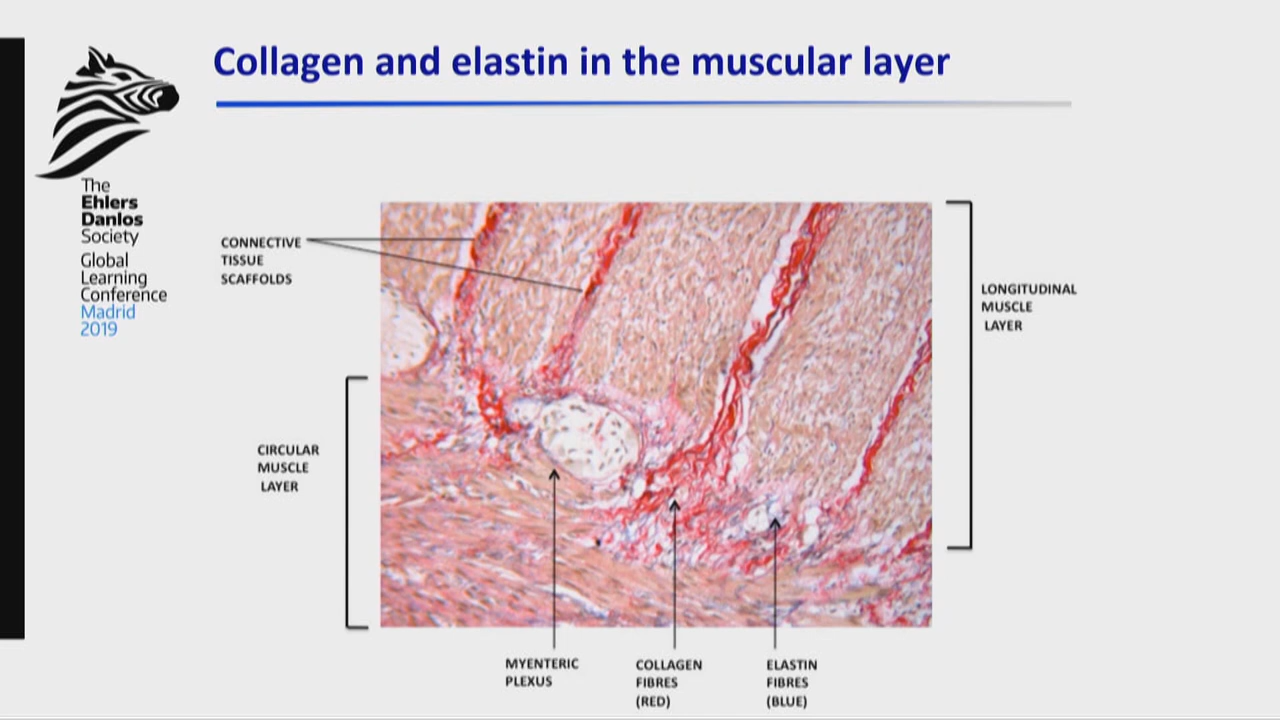 Collagen and elastin in the muscular layer
The
Ehlers
Danlos
Society
Global
Learning
Conference
Madrid
2019
CONNECTIVE
TISSUE
SCAFFOLDS
LONGITUDINAL
MUSCLE
LAYER
CIRCULAR
MUSCLE
LAYER
MYENTERIC
PLEXUS
COLLAGEN
FIBRES
(RED)
ELASTIN
FIBRES
(BLUE)